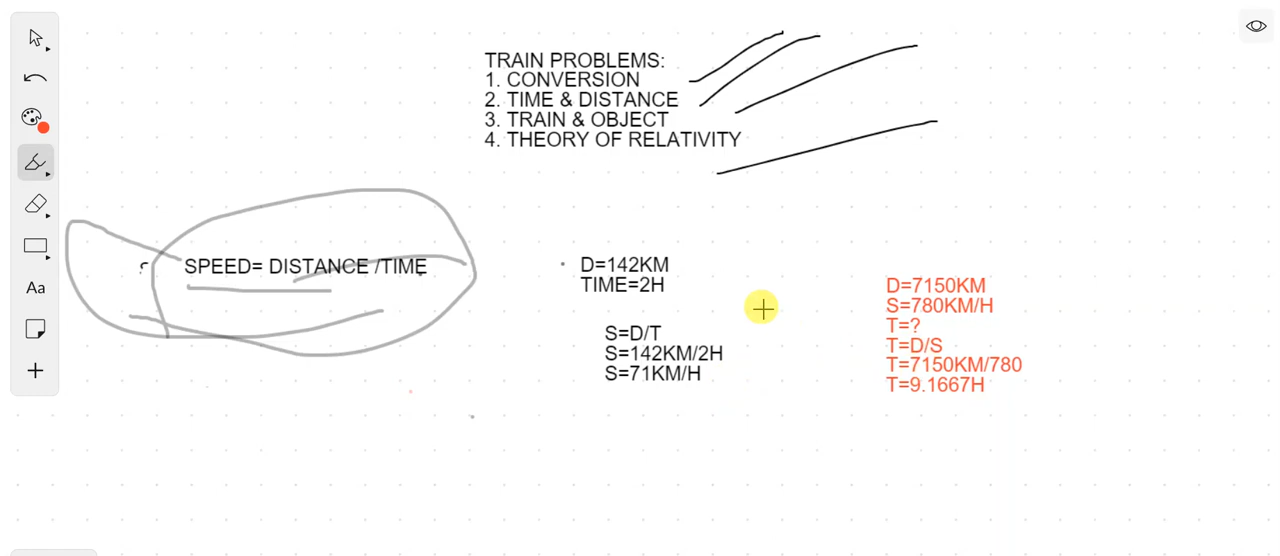 TRAIN PROBLEMS:
1. CONVERSION
2. TIME & DISTANCE
3. TRAIN & OBJECT
4. THEORY OF RELATIVITY
SPEED= DISTANCE /TIME
D=142KM
TIME=2H
S=D/T
S=142KM/2H
S=71KM/H
D=7150KM
S=780KM/H
T=?
T=D/S
T=7150KM/780
T=9.1667H
Aa